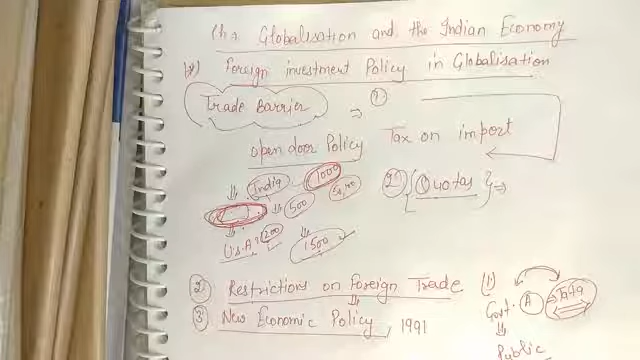 Ch: Globalisation and the Indian Economy
Foreign investment Policy in Globalisation
Trade Barrier ⇒ 1
Tax on import
open door Policy
India 1000
500
2 {Quotas} ⇒
U.S.A 200
1500
2 Restrictions on Foreign Trade
3 New Economic Policy, 1991
(1)
Govt. A Tata
Public